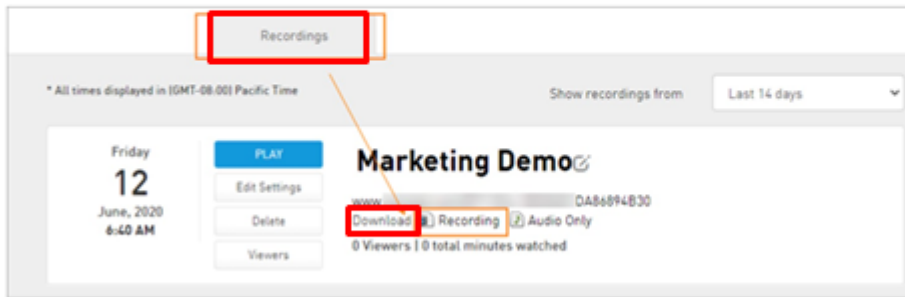 Recordings
* All times displayed in (GMT-08:00) Pacific Time
Show recordings from
Last 14 days
Friday
12
June, 2020
6:40 AM
PLAY
Edit Settings
Delete
Viewers
Marketing Demo
www. DA86894B30
Download Recording Audio Only
0 Viewers | 0 total minutes watched